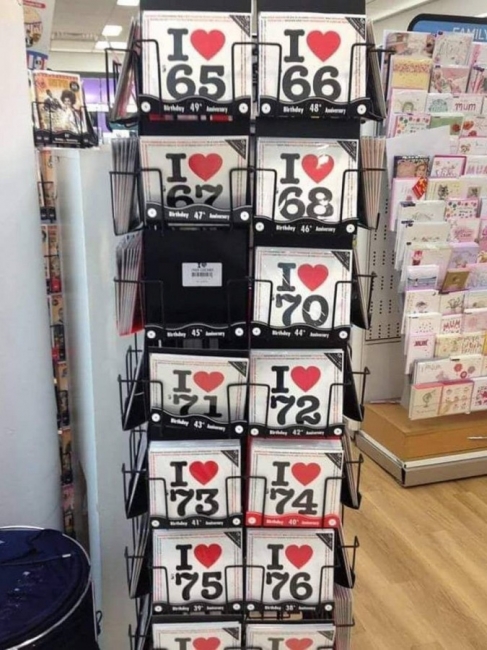 FAMILY
I ❤
'65
Birthday 49th Anniversary
I ❤
'66
Birthday 48th Anniversary
I ❤
'67
Birthday 47th Anniversary
I ❤
'68
Birthday 46th Anniversary
Birthday 45th Anniversary
I ❤
'70
Birthday 44th Anniversary
I ❤
'71
Birthday 43rd Anniversary
I ❤
'72
Birthday 42nd Anniversary
I ❤
'73
Birthday 41st Anniversary
I ❤
'74
Birthday 40th Anniversary
I ❤
'75
Birthday 39th Anniversary
I ❤
'76
Birthday 38th Anniversary
I ❤
I ❤
mum
MUM